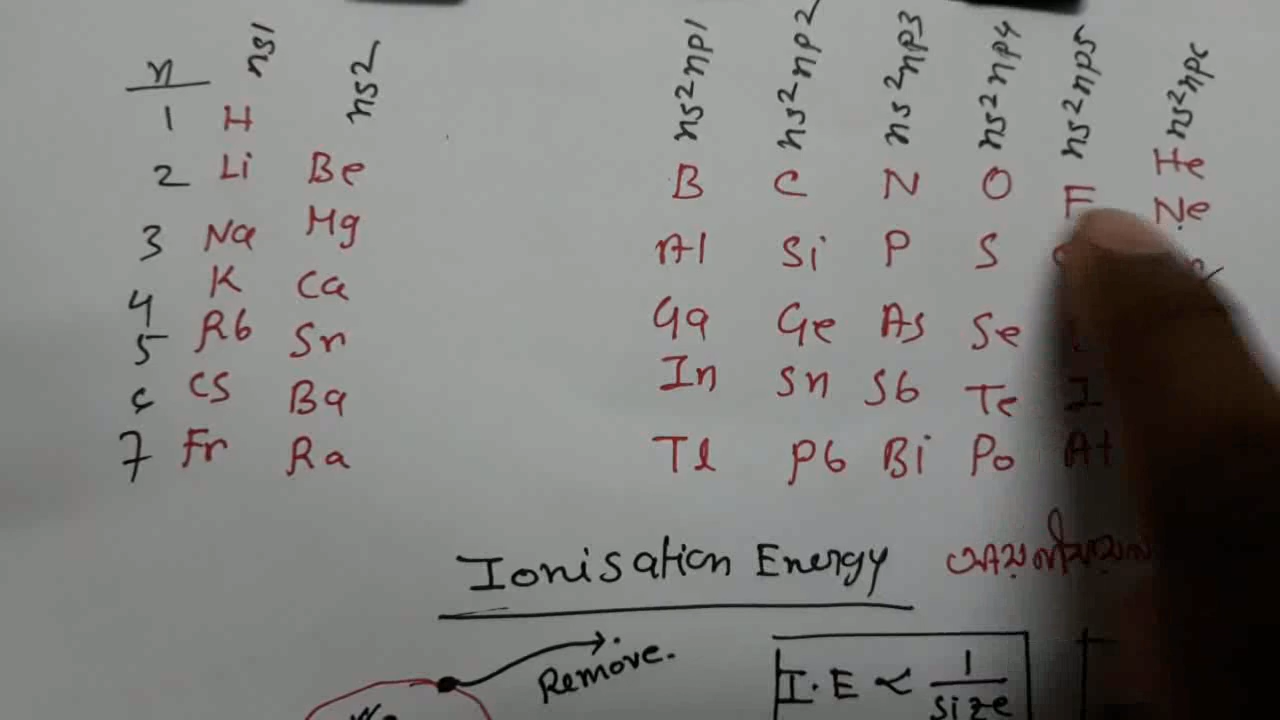 n ns1 ns2 ns²np1 ns²np2 ns²np3 ns²np4 ns²np5 ns²np6
1 H He
2 Li Be B C N O F Ne
3 Na Mg Al Si P S
4 K Ca Ga Ge As Se
5 Rb Sr In Sn Sb Te I
6 Cs Ba Tl Pb Bi Po At
7 Fr Ra
Ionisation Energy
Remove.
I.E ∝ 1/size